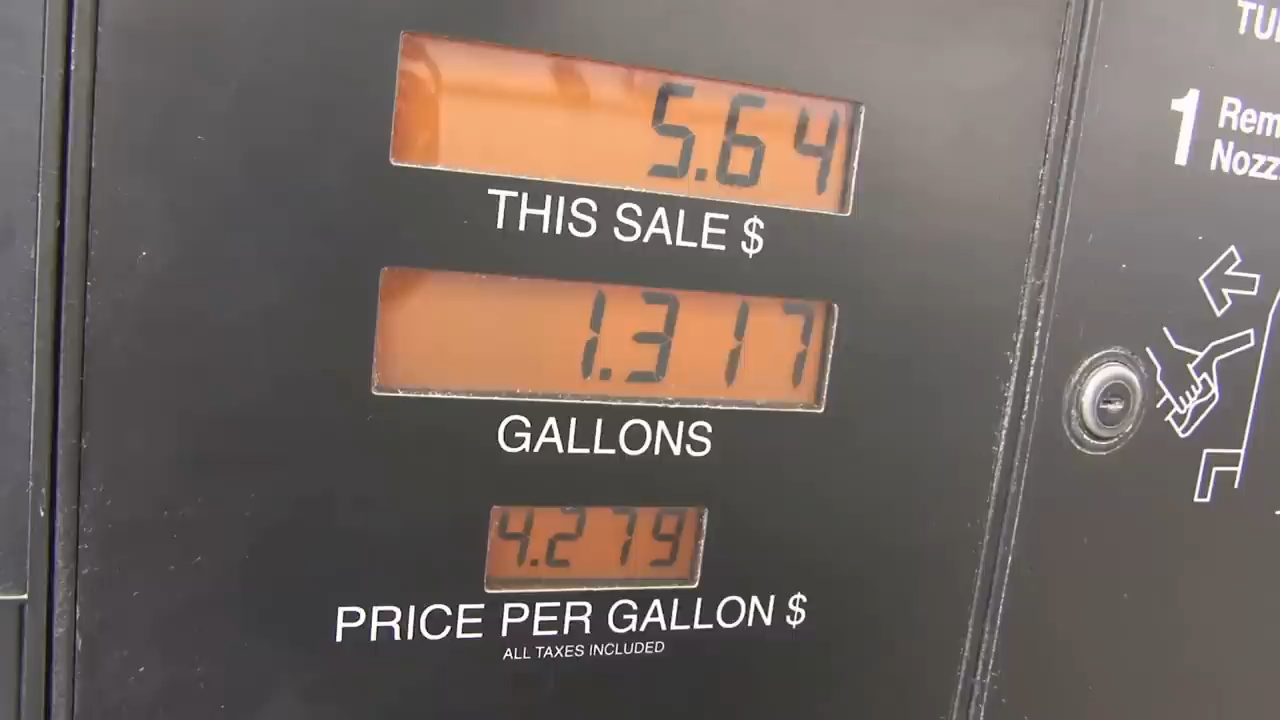 5.64
THIS SALE $
1.317
GALLONS
4.279
PRICE PER GALLON $
ALL TAXES INCLUDED
1